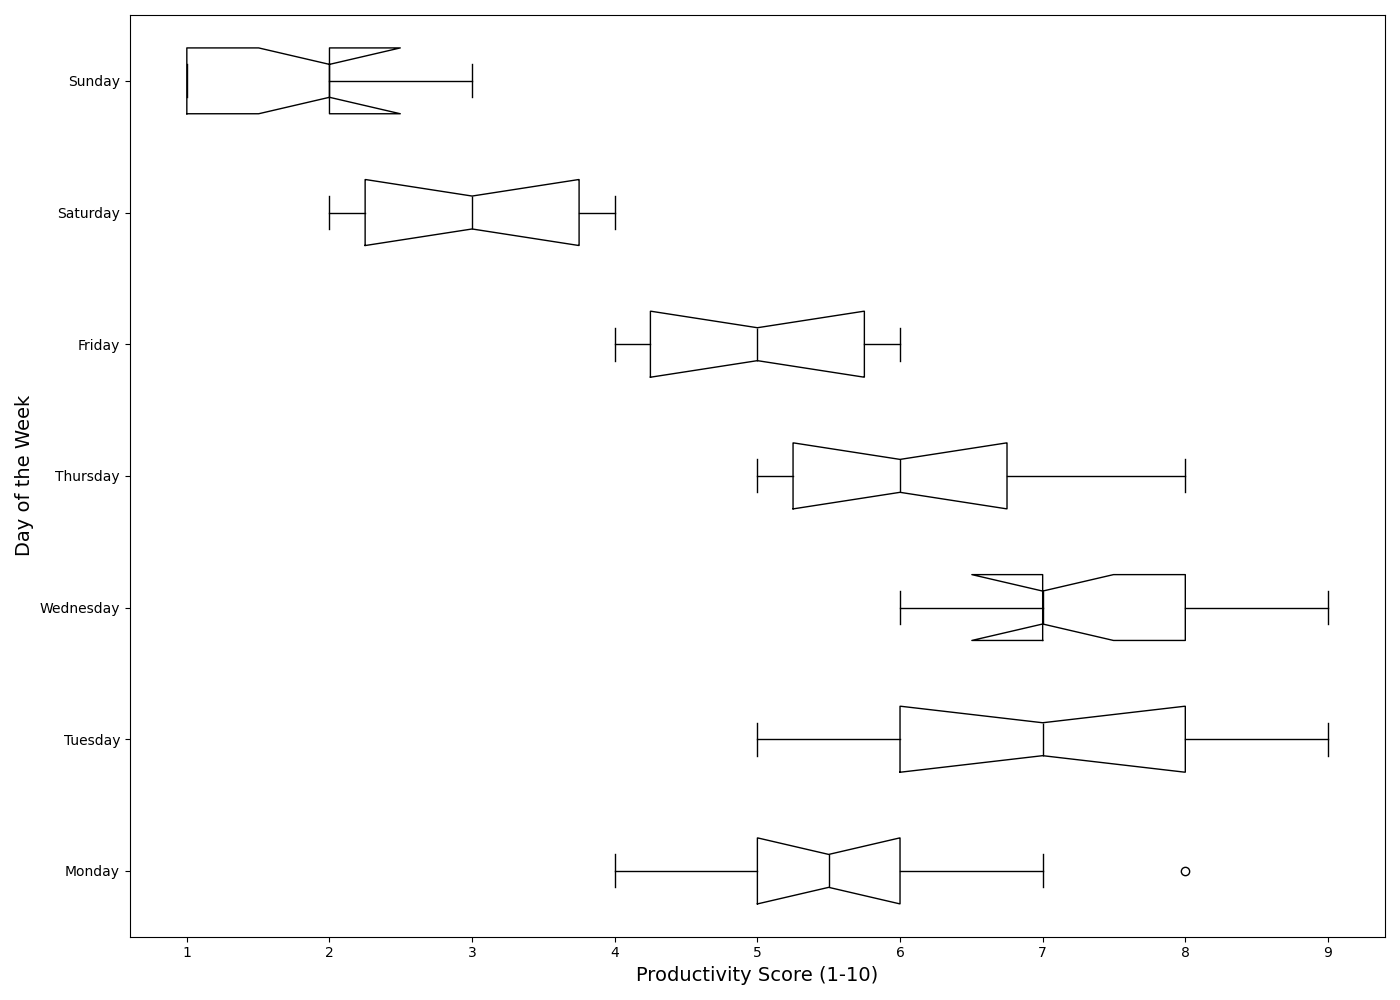 Sunday
Saturday
Friday
Thursday
Wednesday
Tuesday
Monday
Day of the Week
1 2 3 4 5 6 7 8 9
Productivity Score (1-10)